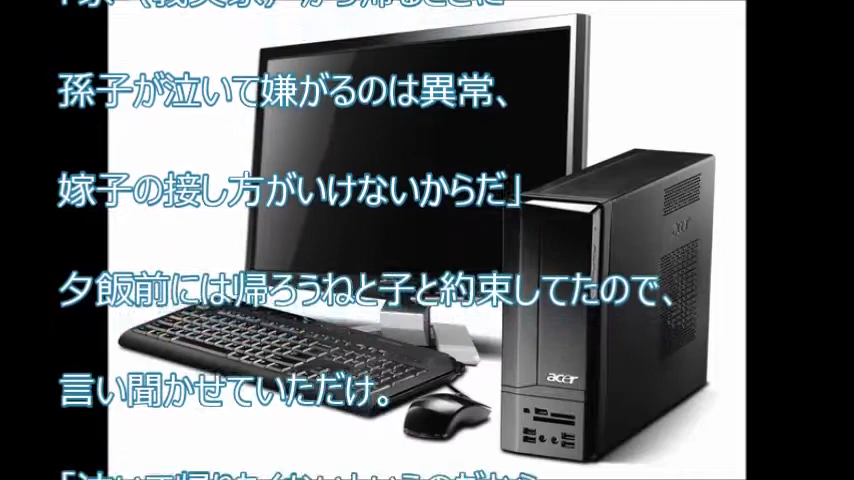 孫子が泣いて嫌がるのは異常、
嫁子の接し方がいけないからだ」
夕飯前には帰ろうねと子と約束してたので、
言い聞かせていただけ。
acer
acer